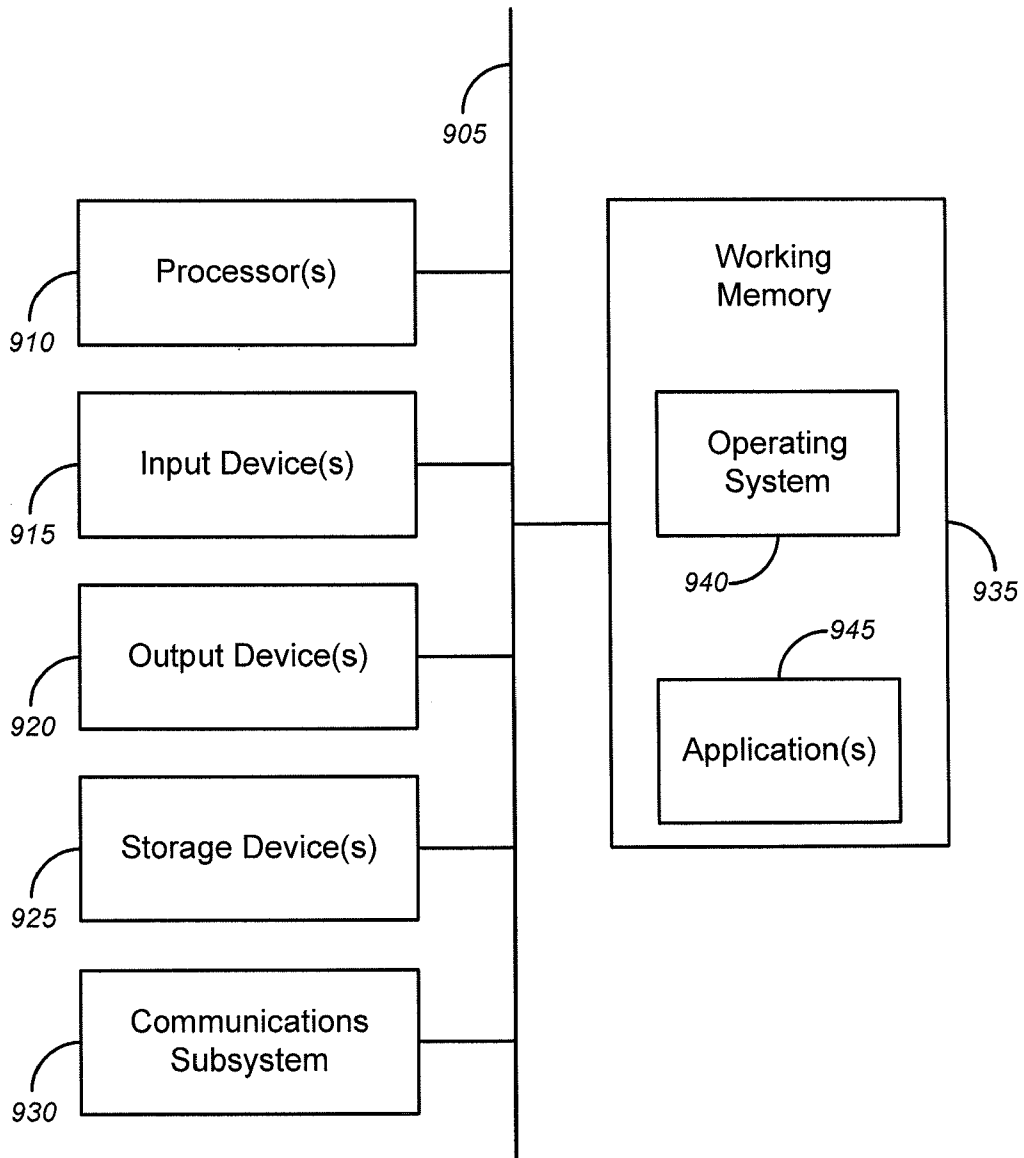 905
Processor(s)
910
Input Device(s)
915
Output Device(s)
920
Storage Device(s)
925
Communications
Subsystem
930
Working
Memory
Operating
System
940
935
945
Application(s)